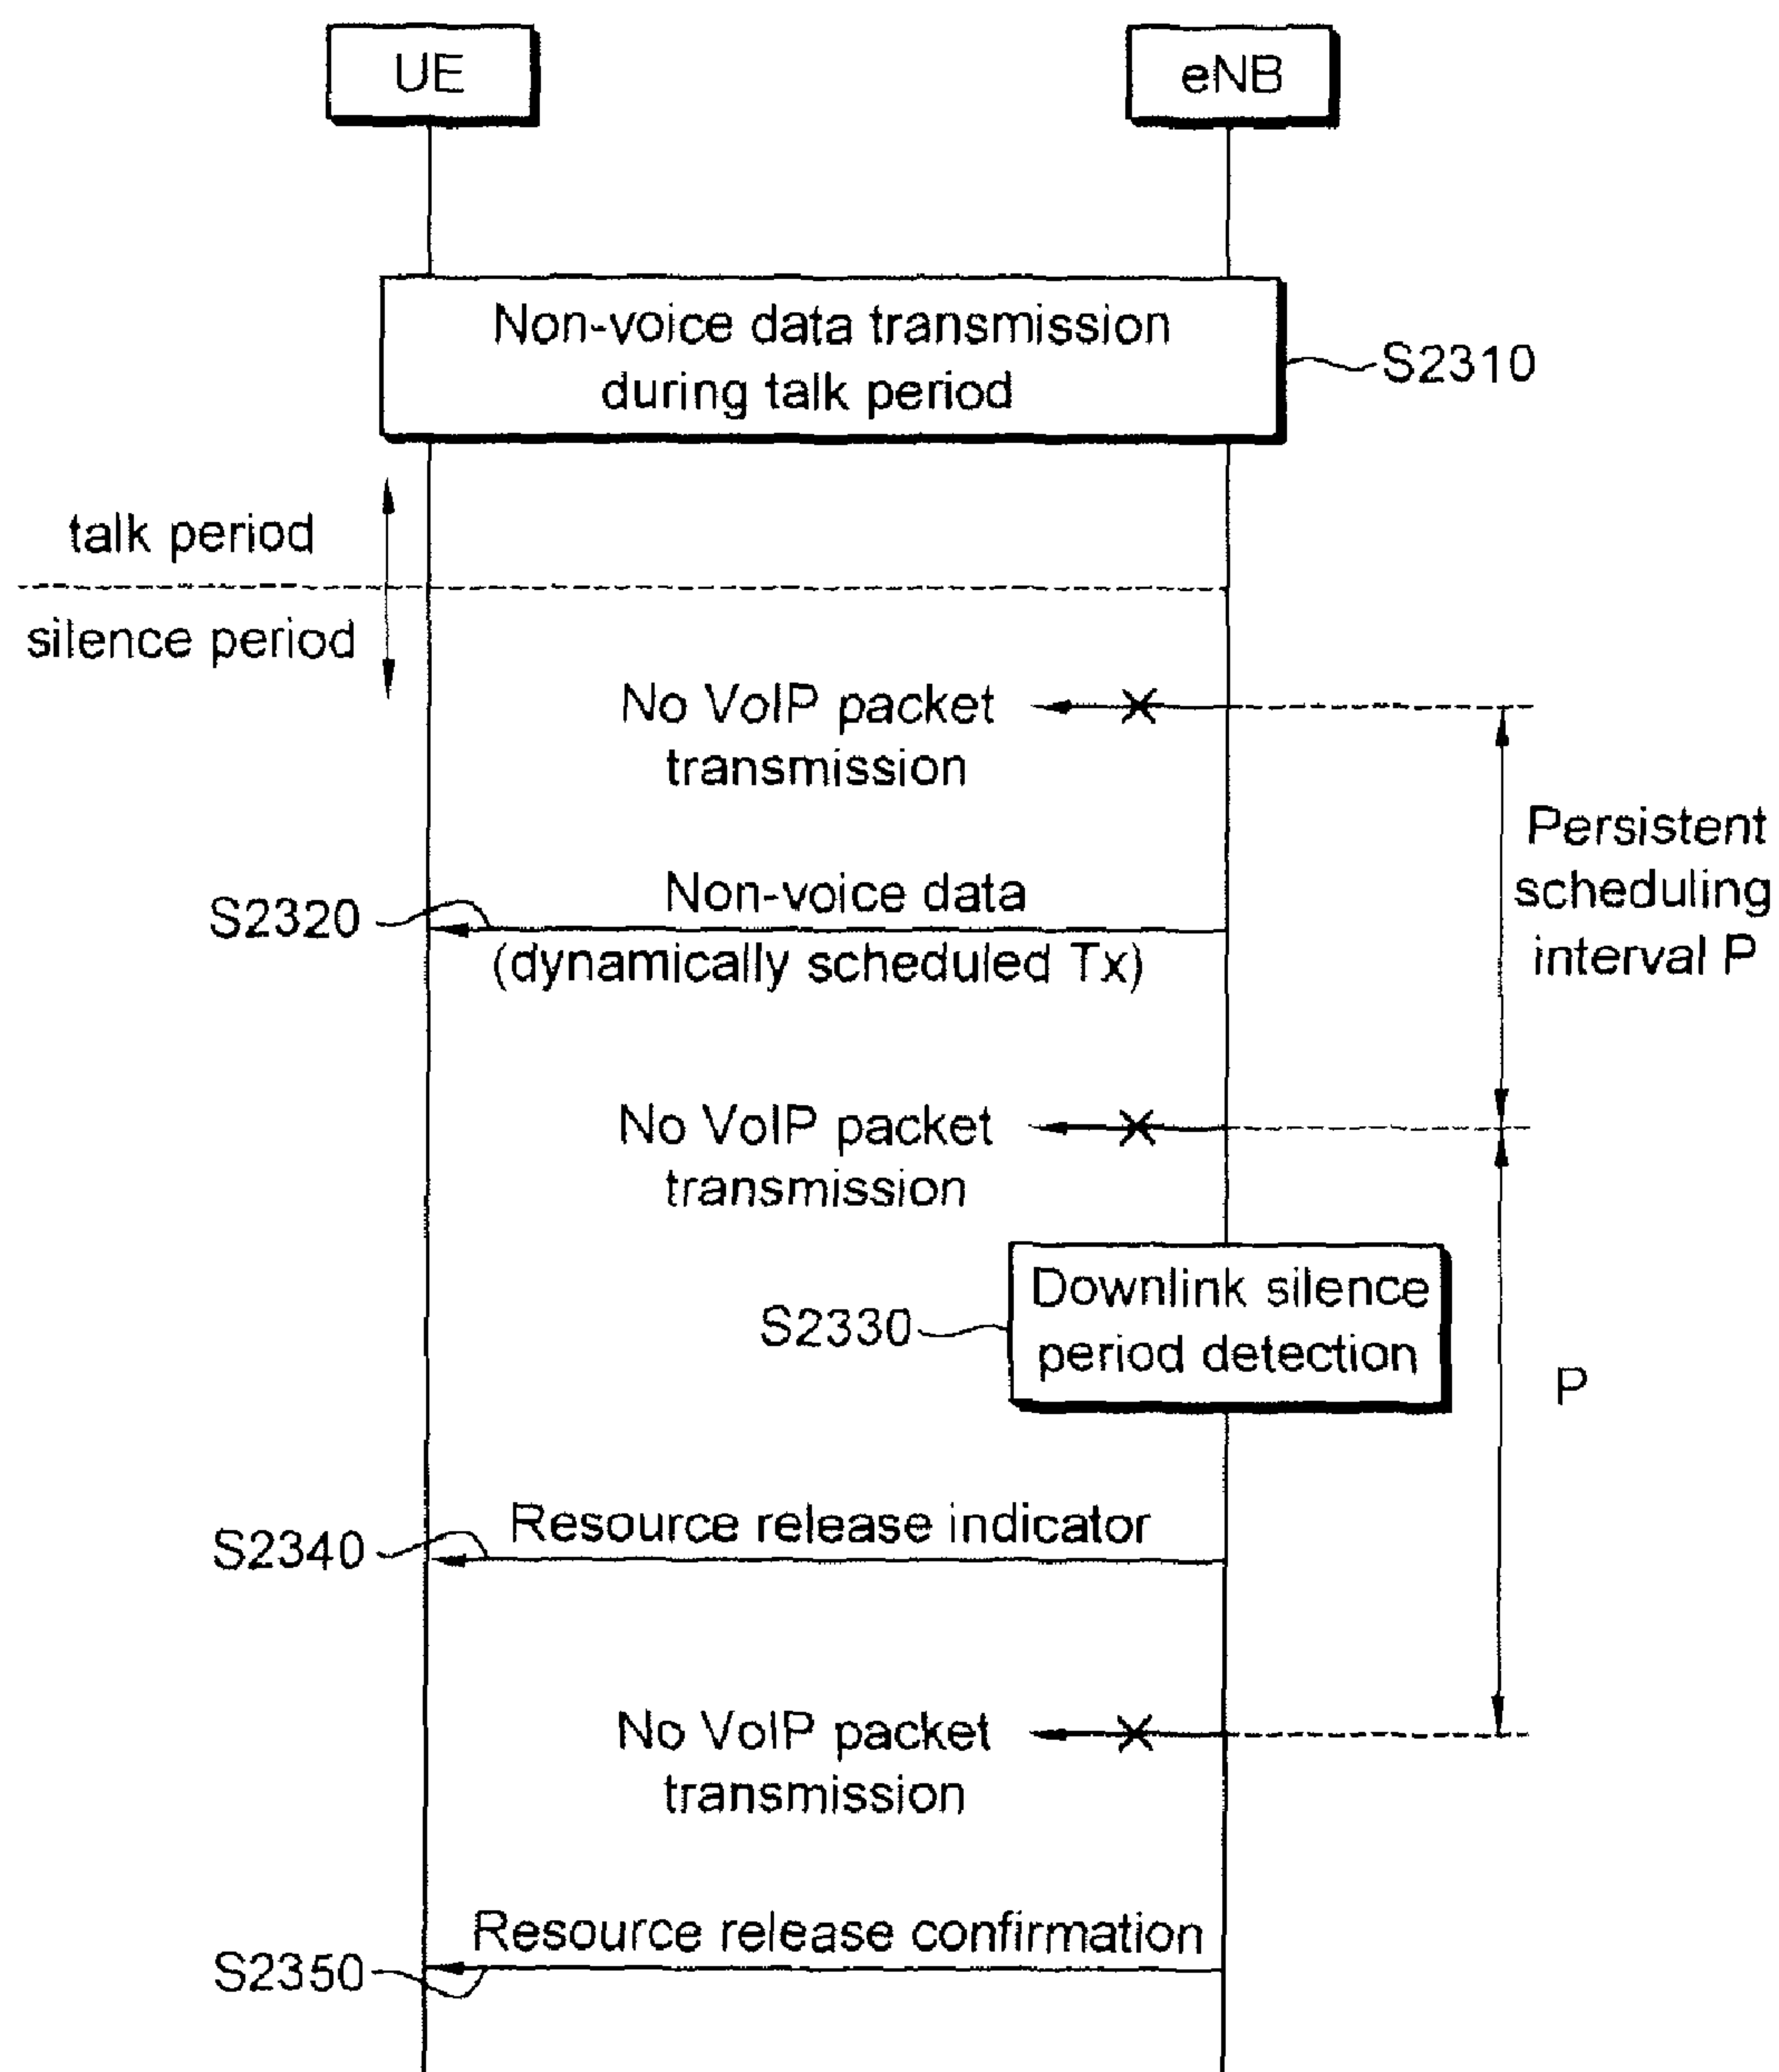 UE
eNB
Non-voice data transmission
during talk period
S2310
talk period
silence period
No VoIP packet
transmission
Persistent
scheduling
interval P
S2320
Non-voice data
(dynamically scheduled Tx)
No VoIP packet
transmission
Downlink silence
period detection
S2330
P
Resource release indicator
S2340
No VoIP packet
transmission
Resource release confirmation
S2350